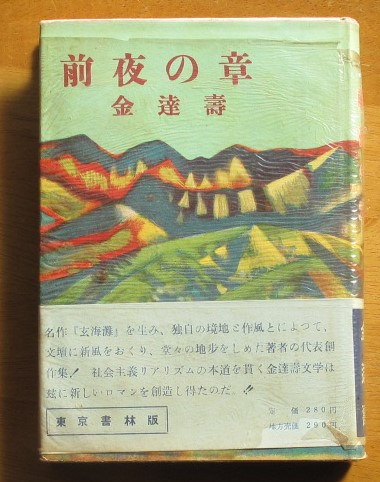 前夜の章
金達壽
名作『玄海灘』を生み、独自の境地と作風とによつて、
文壇に新風をおくり、堂々の地歩をしめた著者の代表創
作集!社会主義リアリズムの本道を貫く金達壽文学は
玆に新しいロマンを創造し得たのだ。!!
東京書林版
定 価 280円
地方売価 290円